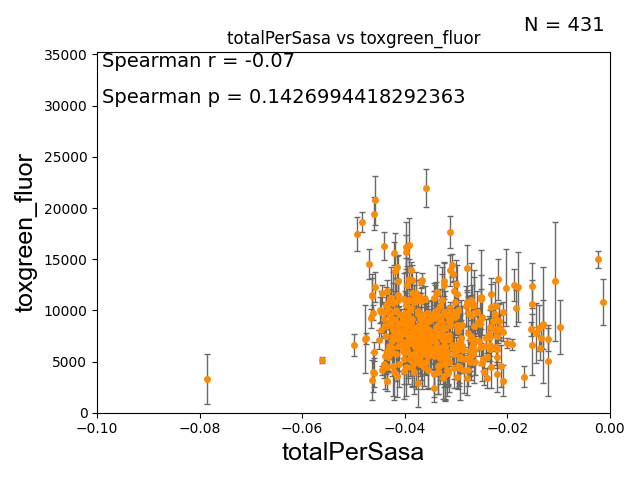 N = 431
totalPerSasa vs toxgreen_fluor
Spearman r = -0.07
Spearman p = 0.1426994418292363
toxgreen_fluor
35000
30000
25000
20000
15000
10000
5000
0
−0.10
−0.08
−0.06
−0.04
−0.02
0.00
totalPerSasa